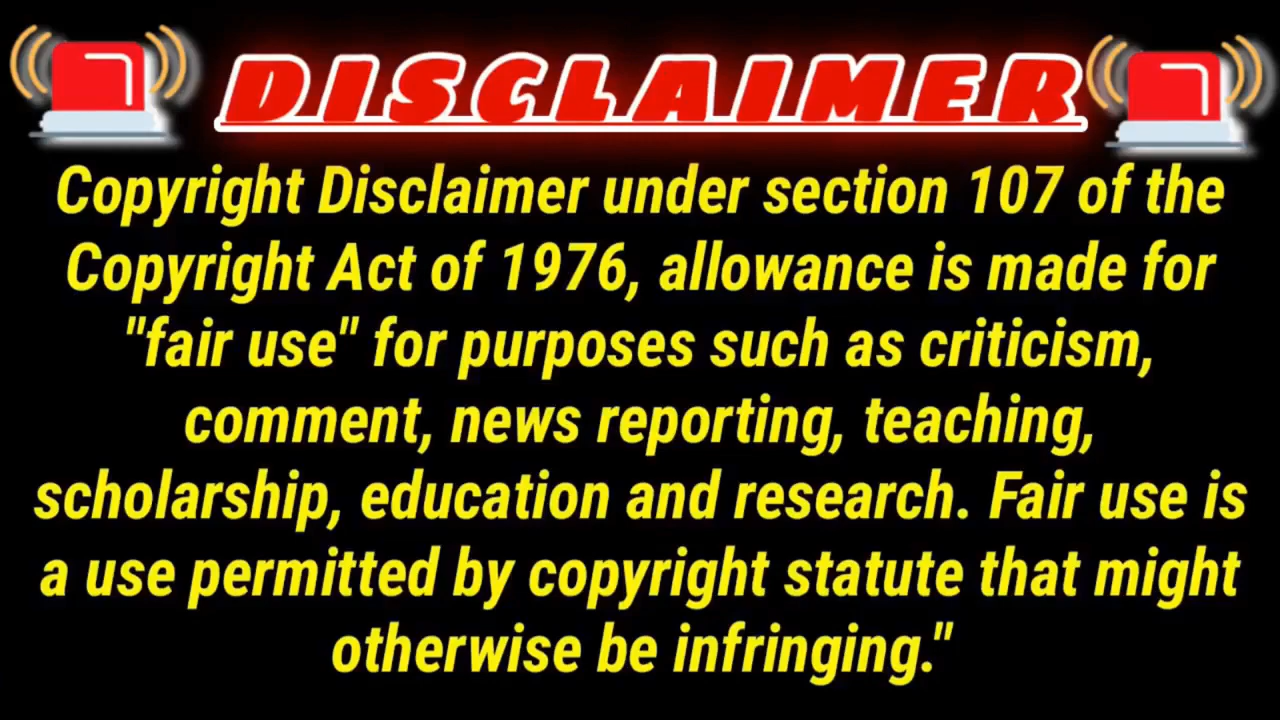 DISCLAIMER
Copyright Disclaimer under section 107 of the
Copyright Act of 1976, allowance is made for
"fair use" for purposes such as criticism,
comment, news reporting, teaching,
scholarship, education and research. Fair use is
a use permitted by copyright statute that might
otherwise be infringing."